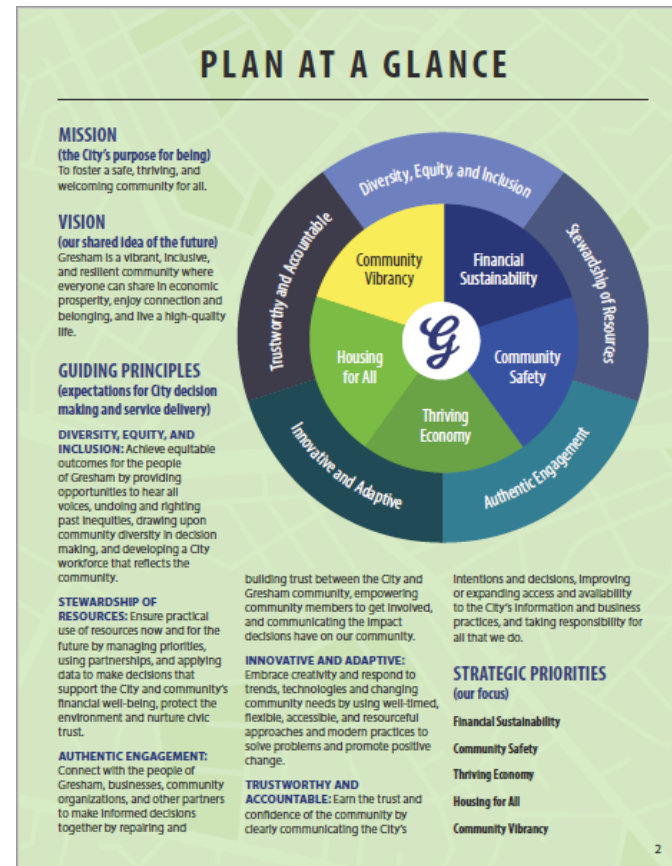 PLAN AT A GLANCE
MISSION
(the City's purpose for being)
To foster a safe, thriving, and
welcoming community for all.
VISION
(our shared idea of the future)
Gresham is a vibrant, inclusive,
and resilient community where
everyone can share in economic
prosperity, enjoy connection and
belonging, and live a high-quality
life.
GUIDING PRINCIPLES
(expectations for City decision
making and service delivery)
DIVERSITY, EQUITY, AND
INCLUSION: Achieve equitable
outcomes for the people
of Gresham by providing
opportunities to hear all
voices, undoing and righting
past inequities, drawing upon
community diversity in decision
making, and developing a City
workforce that reflects the
community.
STEWARDSHIP OF
RESOURCES: Ensure practical
use of resources now and for the
future by managing priorities,
using partnerships, and applying
data to make decisions that
support the City and community's
financial well-being, protect the
environment and nurture civic
trust.
AUTHENTIC ENGAGEMENT:
Connect with the people of
Gresham, businesses, community
organizations, and other partners
to make informed decisions
together by repairing and
building trust between the City and
Gresham community, empowering
community members to get involved,
and communicating the impact
decisions have on our community.
INNOVATIVE AND ADAPTIVE:
Embrace creativity and respond to
trends, technologies and changing
community needs by using well-timed,
flexible, accessible, and resourceful
approaches and modern practices to
solve problems and promote positive
change.
TRUSTWORTHY AND
ACCOUNTABLE: Earn the trust and
confidence of the community by
clearly communicating the City's
intentions and decisions, improving
or expanding access and availability
to the City's information and business
practices, and taking responsibility for
all that we do.
STRATEGIC PRIORITIES
(our focus)
Financial Sustainability
Community Safety
Thriving Economy
Housing for All
Community Vibrancy
Diversity, Equity, and Inclusion
Stewardship of Resources
Authentic Engagement
Innovative and Adaptive
Trustworthy and Accountable
Community
Vibrancy
Financial
Sustainability
Community
Safety
Thriving
Economy
Housing
for All
G
2